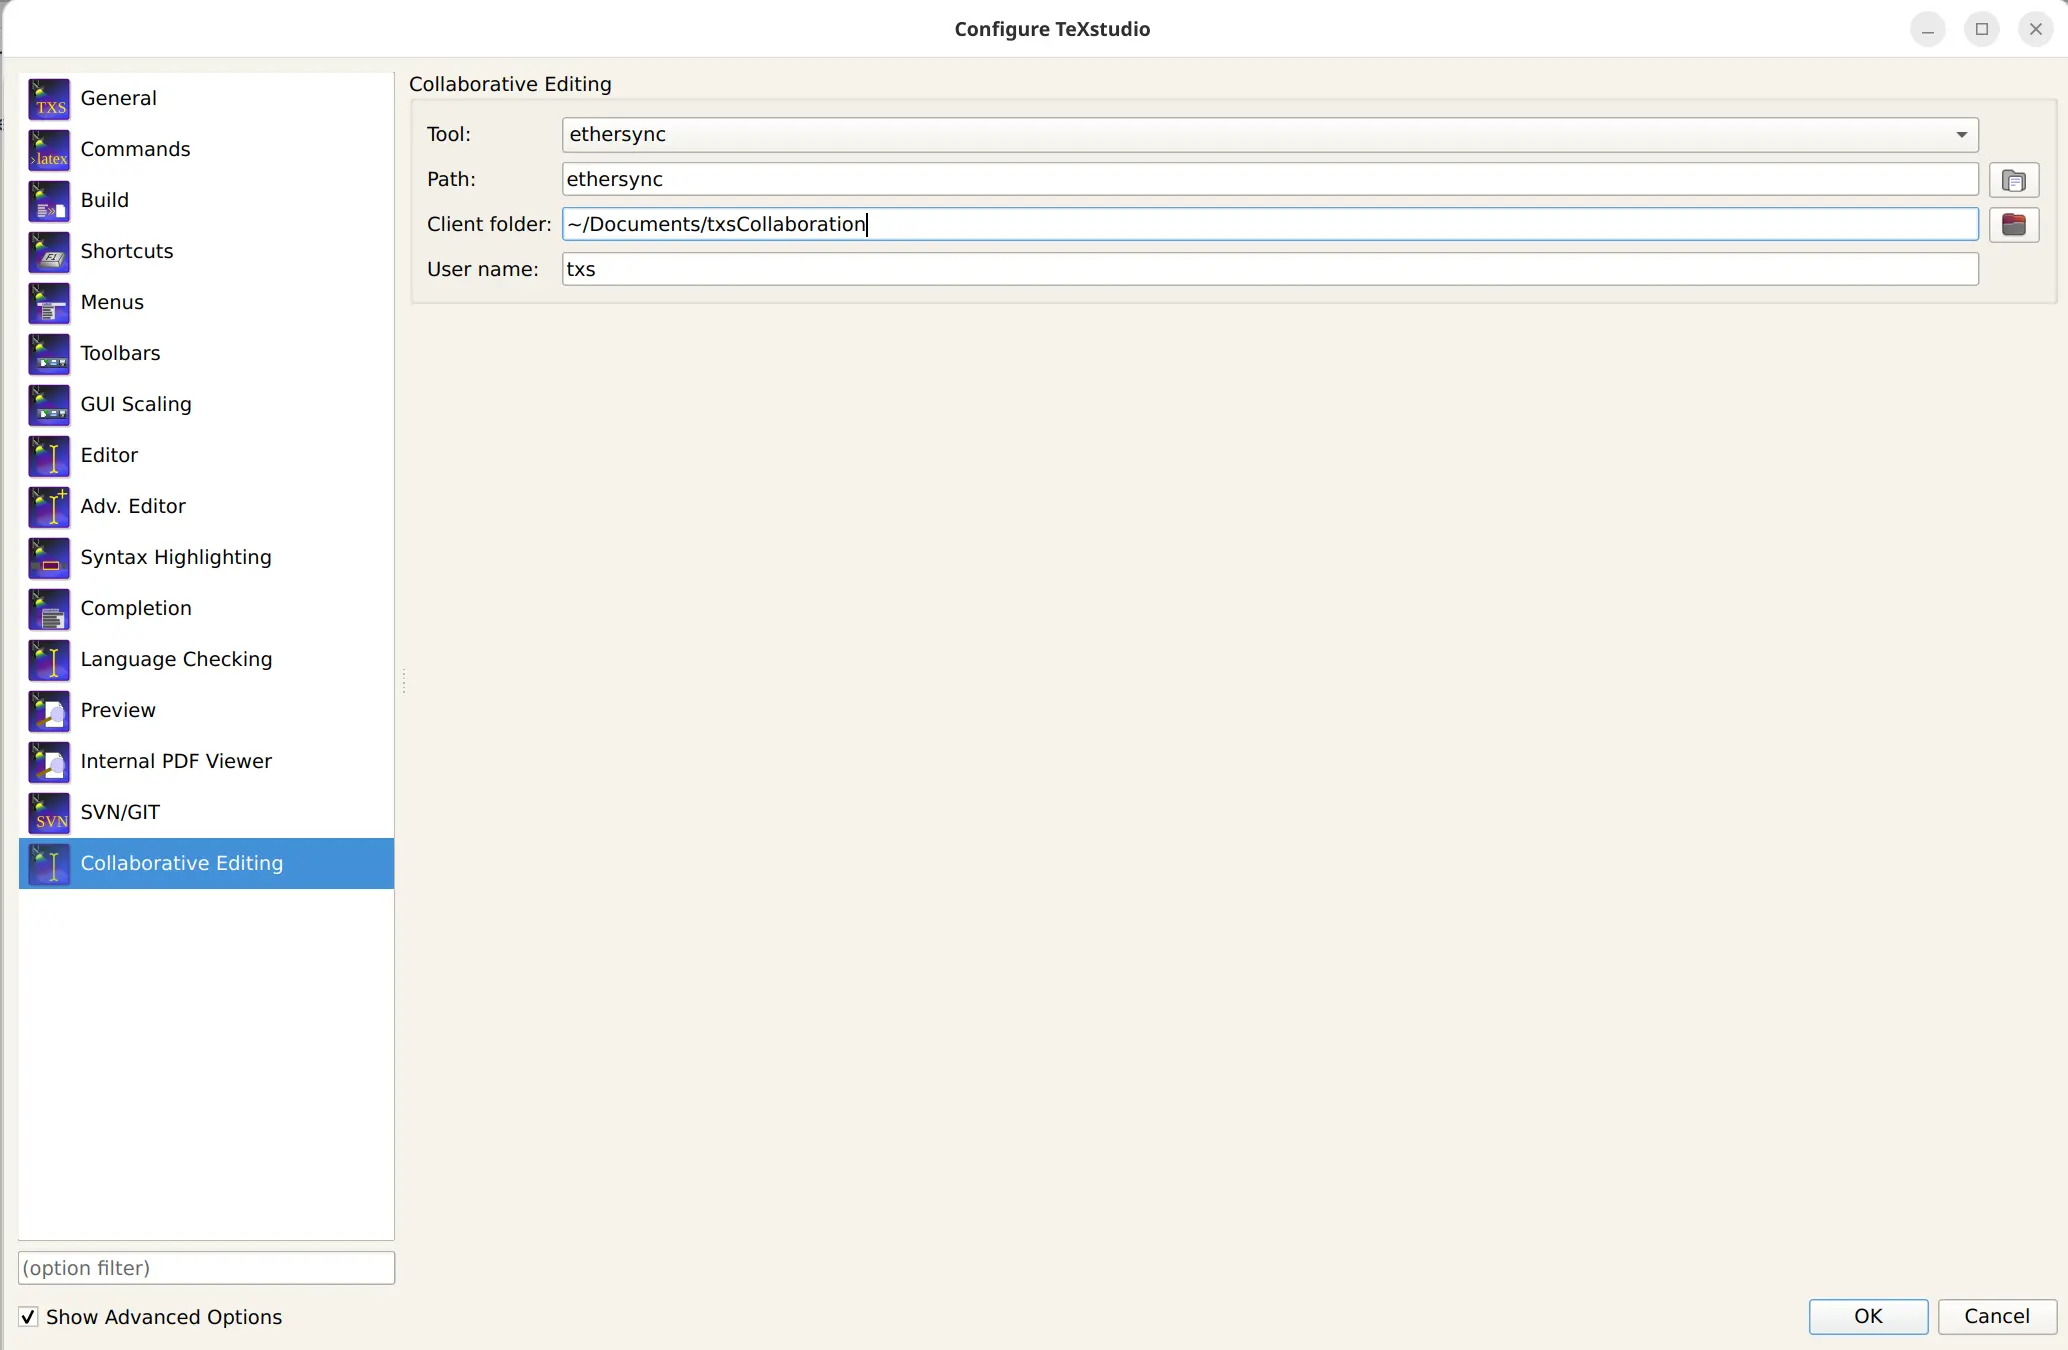 Configure TeXstudio
TXS General
>latex Commands
Build
Shortcuts
Menus
Toolbars
GUI Scaling
Editor
Adv. Editor
Syntax Highlighting
Completion
Language Checking
Preview
Internal PDF Viewer
SVN SVN/GIT
Collaborative Editing
(option filter)
Show Advanced Options
Collaborative Editing
Tool: ethersync
Path: ethersync
Client folder: ~/Documents/txsCollaboration
User name: txs
OK Cancel